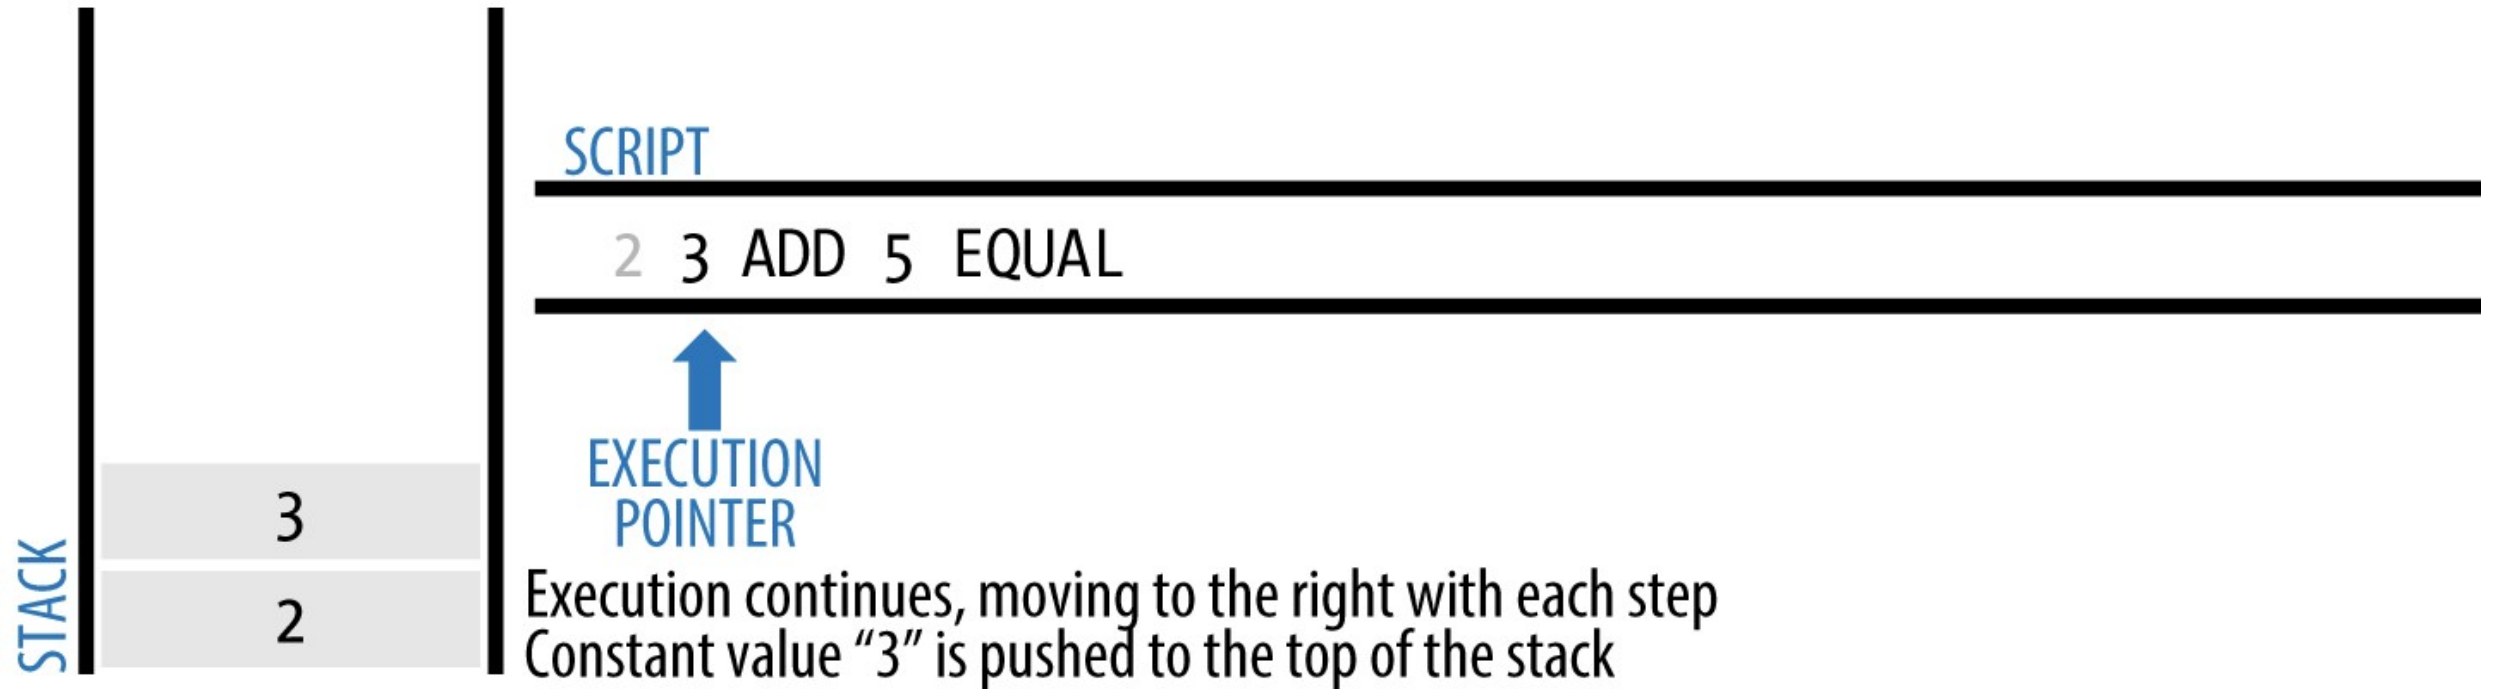 SCRIPT
2 3 ADD 5 EQUAL
EXECUTION
POINTER
3
2
STACK
Execution continues, moving to the right with each step
Constant value “3” is pushed to the top of the stack